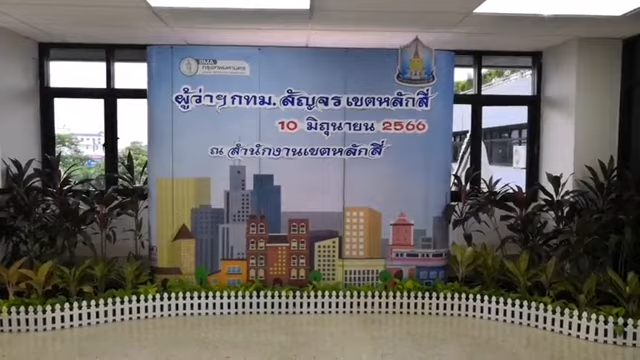 BMA
กรุงเทพมหานคร
ผู้ว่าฯ กทม. สัญจร เขตหลักสี่
10 มิถุนายน 2566
ณ สำนักงานเขตหลักสี่